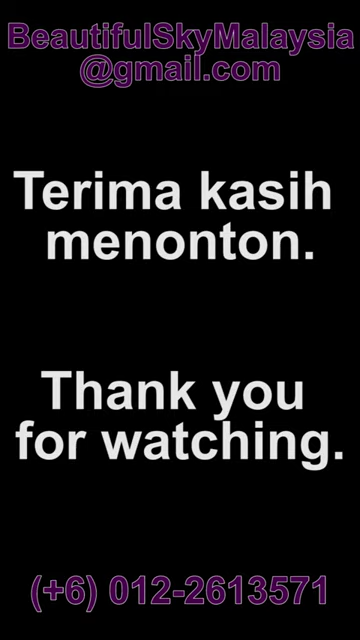 BeautifulSkyMalaysia
@gmail.com
Terima kasih
menonton.
Thank you
for watching.
(+6) 012-2613571